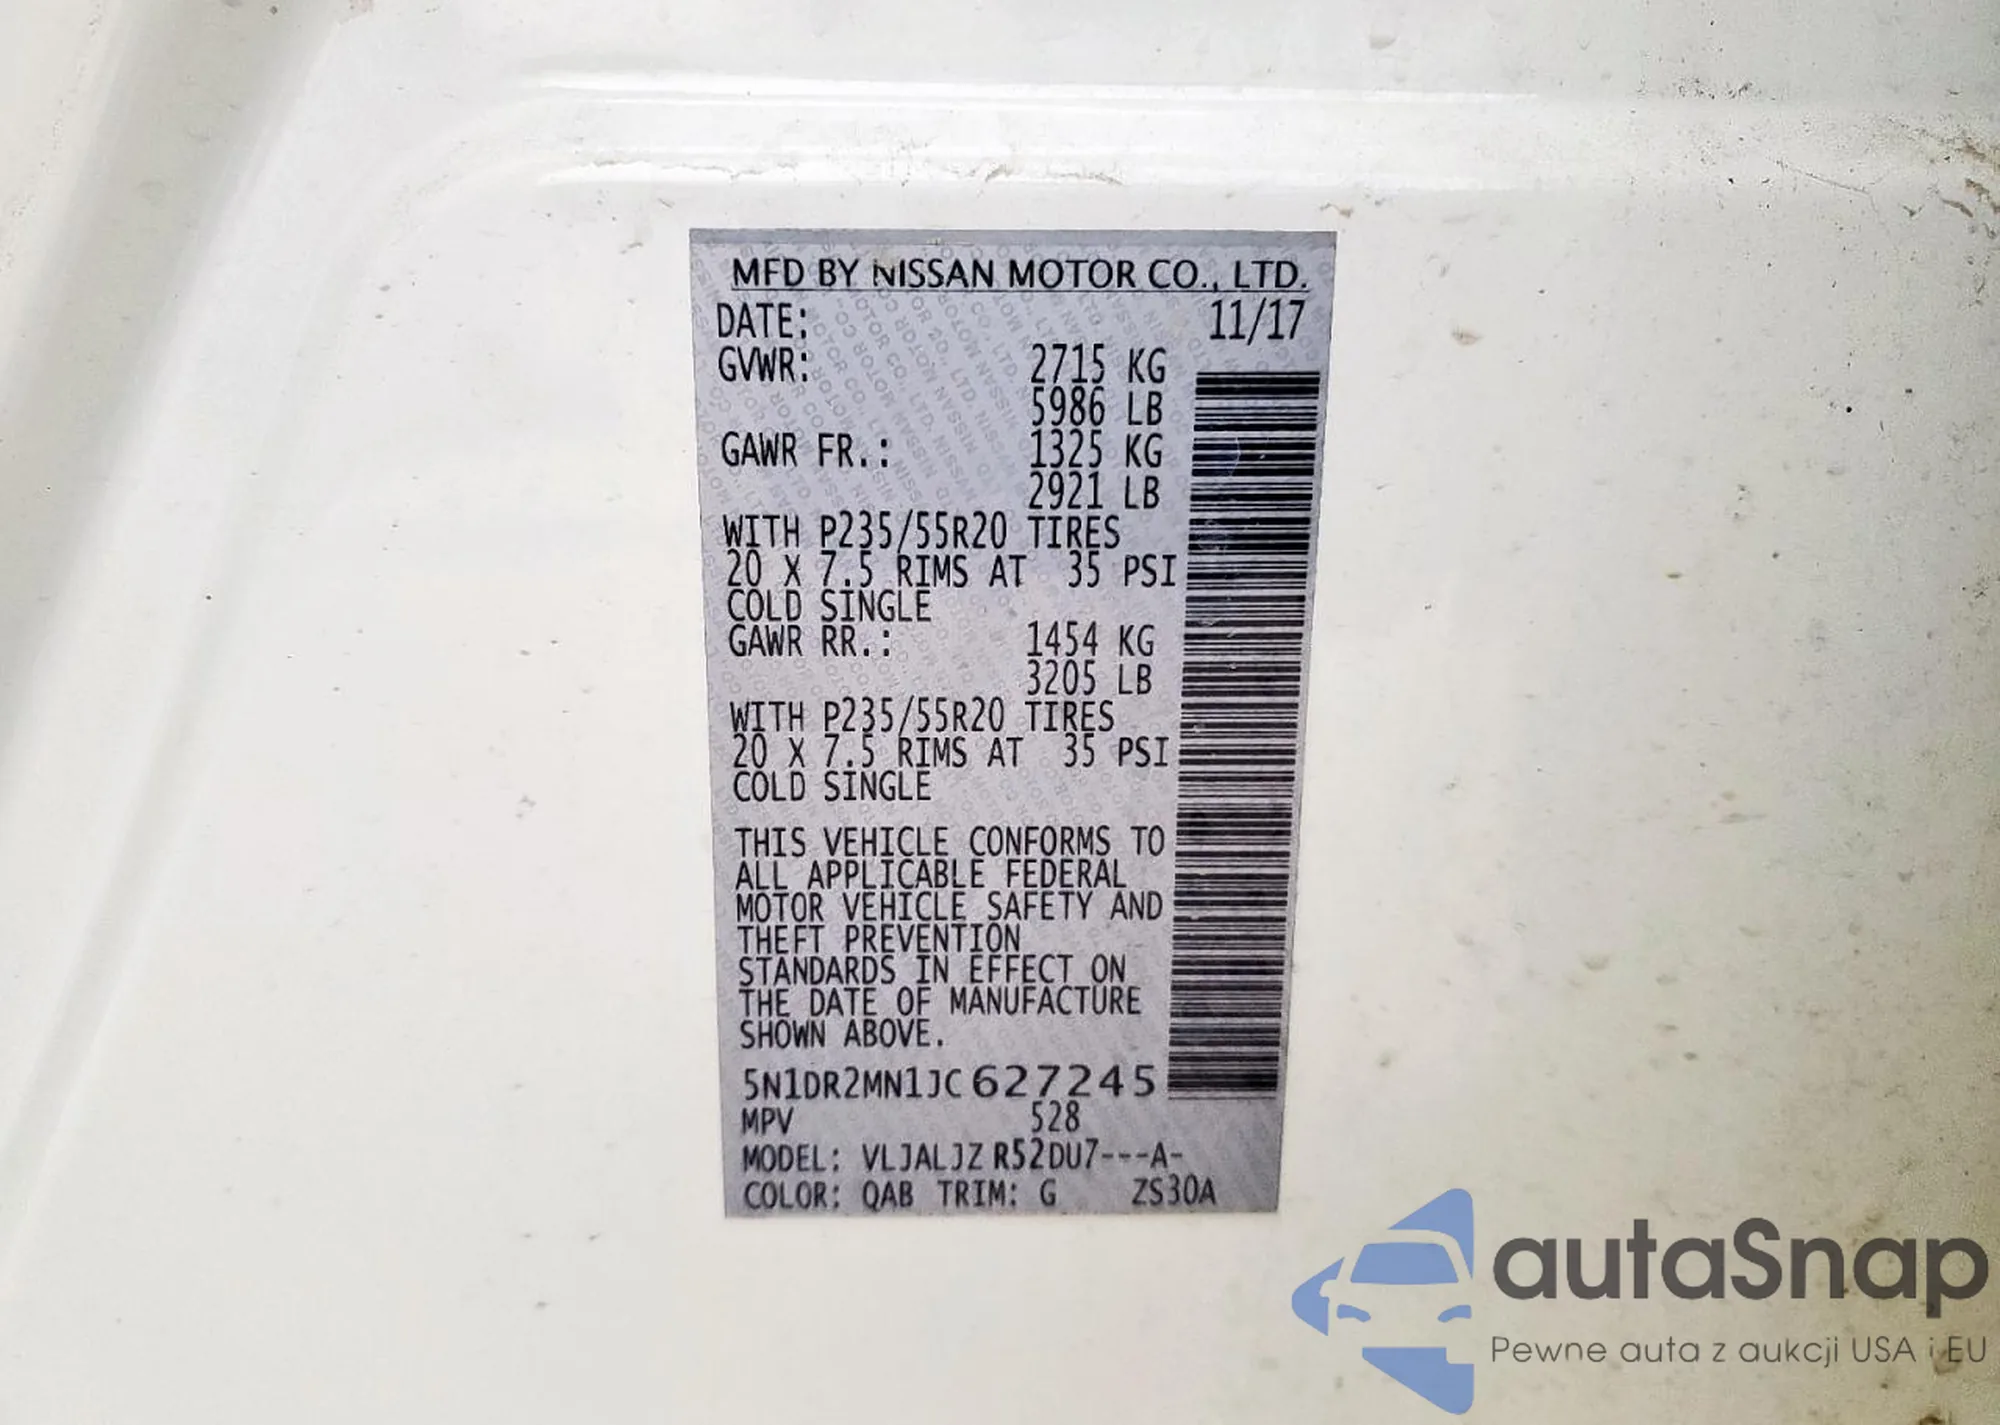 MFD BY NISSAN MOTOR CO., LTD.
DATE: 11/17
GVWR: 2715 KG
5986 LB
GAWR FR.: 1325 KG
2921 LB
WITH P235/55R20 TIRES
20 X 7.5 RIMS AT 35 PSI
COLD SINGLE
GAWR RR.: 1454 KG
3205 LB
WITH P235/55R20 TIRES
20 X 7.5 RIMS AT 35 PSI
COLD SINGLE
THIS VEHICLE CONFORMS TO
ALL APPLICABLE FEDERAL
MOTOR VEHICLE SAFETY AND
THEFT PREVENTION
STANDARDS IN EFFECT ON
THE DATE OF MANUFACTURE
SHOWN ABOVE.
5N1DR2MN1JC627245
MPV 528
MODEL: VLJALJZ R52DU7---A-
COLOR: QAB TRIM: G ZS30A
autaSnap
Pewne auta z aukcji USA i EU